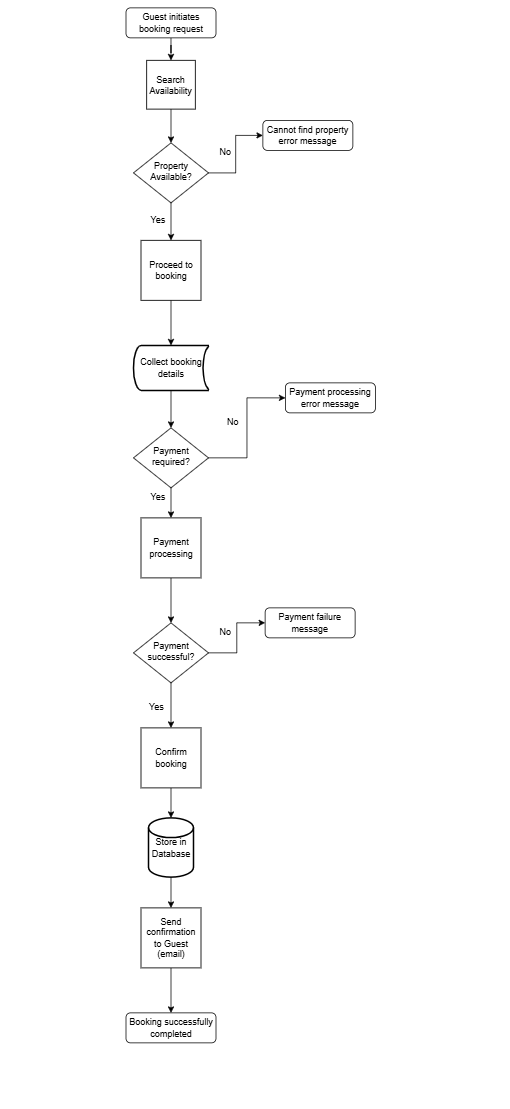 Guest initiates
booking request
Search
Availability
Cannot find property
error message
No
Property
Available?
Yes
Proceed to
booking
Collect booking
details
Payment processing
error message
No
Payment
required?
Yes
Payment
processing
Payment failure
message
No
Payment
successful?
Yes
Confirm
booking
Store in
Database
Send
confirmation
to Guest
(email)
Booking successfully
completed